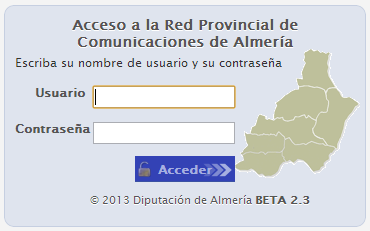 Acceso a la Red Provincial de
Comunicaciones de Almería
Escriba su nombre de usuario y su contraseña
Usuario
Contraseña
Acceder
© 2013 Diputación de Almería BETA 2.3